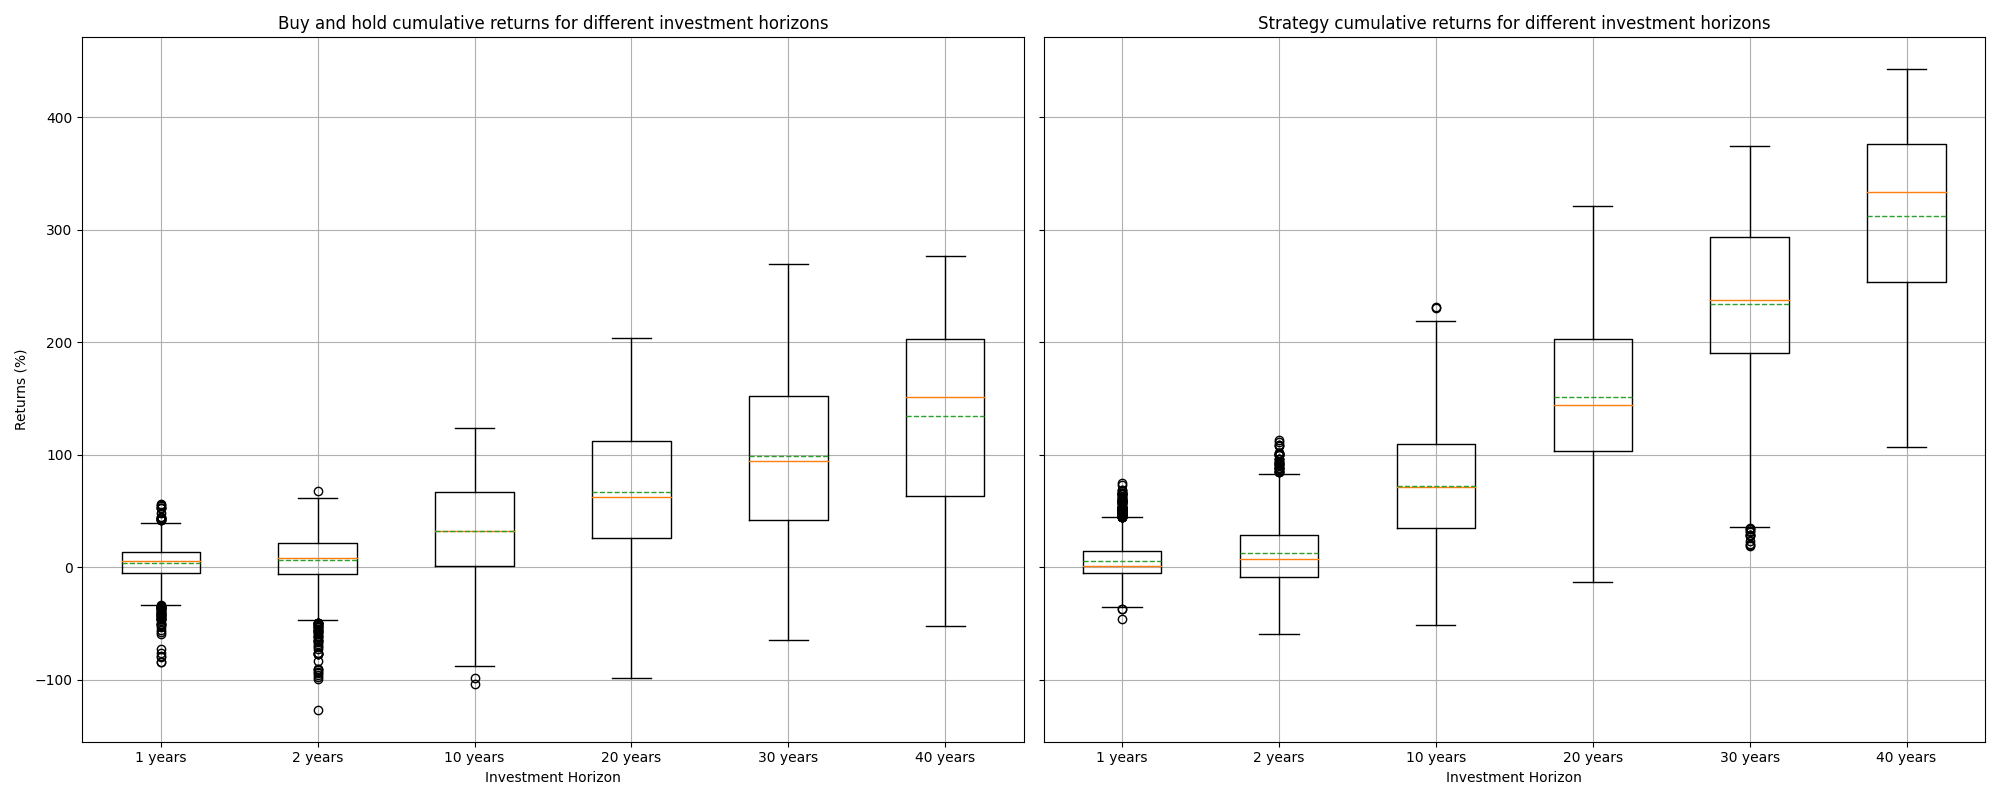 Buy and hold cumulative returns for different investment horizons
Strategy cumulative returns for different investment horizons
Returns (%)
400
300
200
100
0
−100
1 years
2 years
10 years
20 years
30 years
40 years
Investment Horizon
1 years
2 years
10 years
20 years
30 years
40 years
Investment Horizon